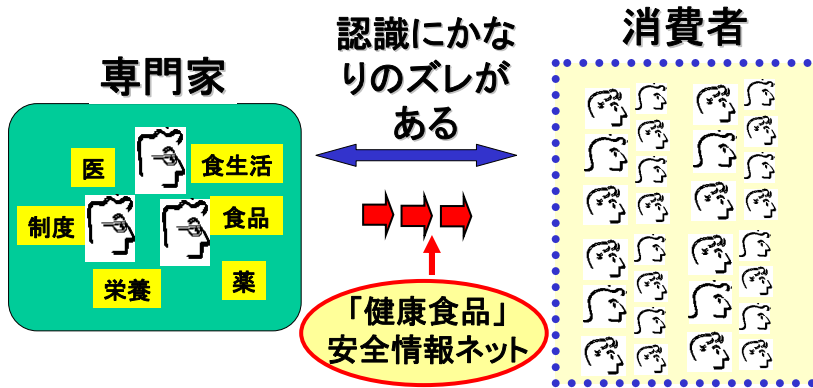 専門家
医
食生活
制度
食品
栄養
薬
認識にかな
りのズレが
ある
「健康食品」
安全情報ネット
消費者